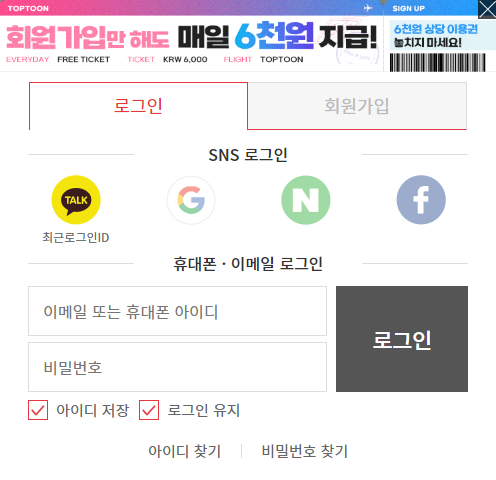 TOPTOON
SIGN UP
회원가입만 해도 매일 6천원 지급!
6천원 상당 이용권
놓치지 마세요!
EVERYDAY FREE TICKET TICKET KRW 6,000 FLIGHT TOPTOON
로그인 회원가입
SNS 로그인
TALK G N f
최근로그인ID
휴대폰 · 이메일 로그인
이메일 또는 휴대폰 아이디
로그인
비밀번호
아이디 저장 로그인 유지
아이디 찾기 비밀번호 찾기